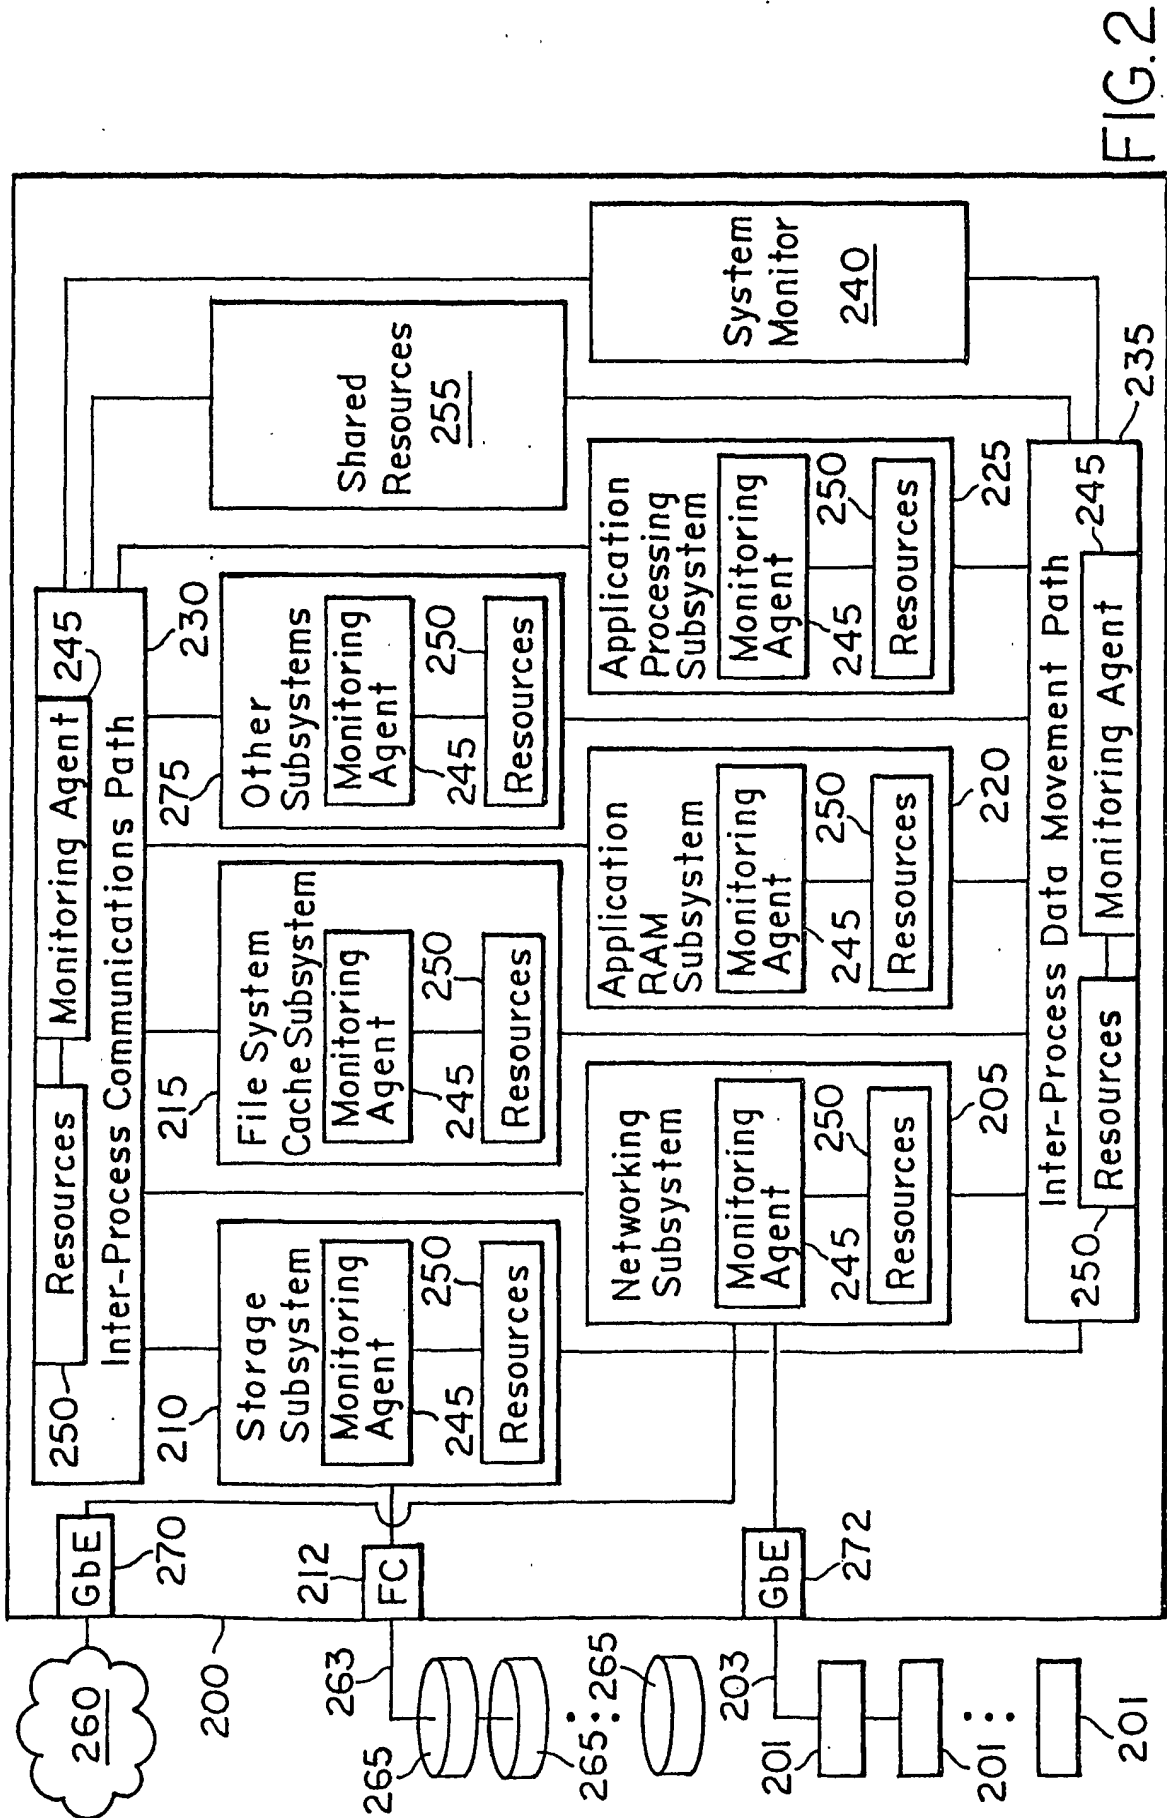 260
200
GbE
270
250
Resources
Monitoring Agent
245
Inter-Process Communications Path
230
210
Storage
Subsystem
Monitoring
Agent
245
250
Resources
215
File System
Cache Subsystem
Monitoring
Agent
245
250
Resources
275
Other
Subsystems
Monitoring
Agent
245
250
Resources
Shared
Resources
255
212
FC
263
265
265
265
Networking
Subsystem
Monitoring
Agent
245
250
Resources
205
Application
RAM
Subsystem
Monitoring
Agent
245
250
Resources
220
Application
Processing
Subsystem
Monitoring
Agent
245
250
Resources
225
System
Monitor
240
GbE
272
203
201
201
201
Inter-Process Data Movement Path
235
250
Resources
Monitoring Agent
245
FIG.2